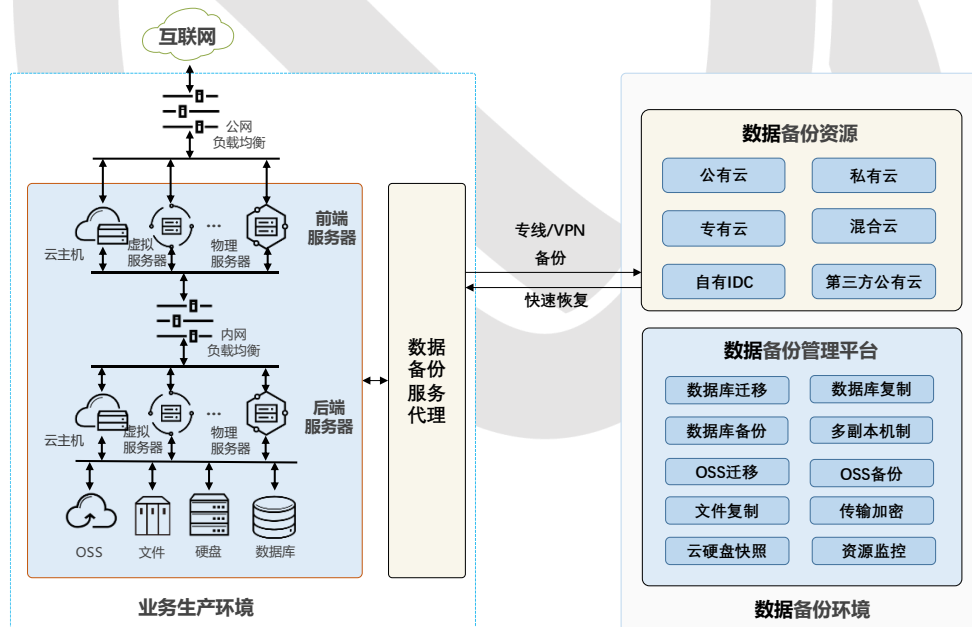 互联网
公网
负载均衡
前端
服务器
云主机
虚拟
服务器
...
物理
服务器
内网
负载均衡
后端
服务器
云主机
虚拟
服务器
...
物理
服务器
OSS
文件
硬盘
数据库
业务生产环境
数据
备份
服务
代理
专线/VPN
备份
快速恢复
数据备份资源
公有云
私有云
专有云
混合云
自有IDC
第三方公有云
数据备份管理平台
数据库迁移
数据库复制
数据库备份
多副本机制
OSS迁移
OSS备份
文件复制
传输加密
云硬盘快照
资源监控
数据备份环境